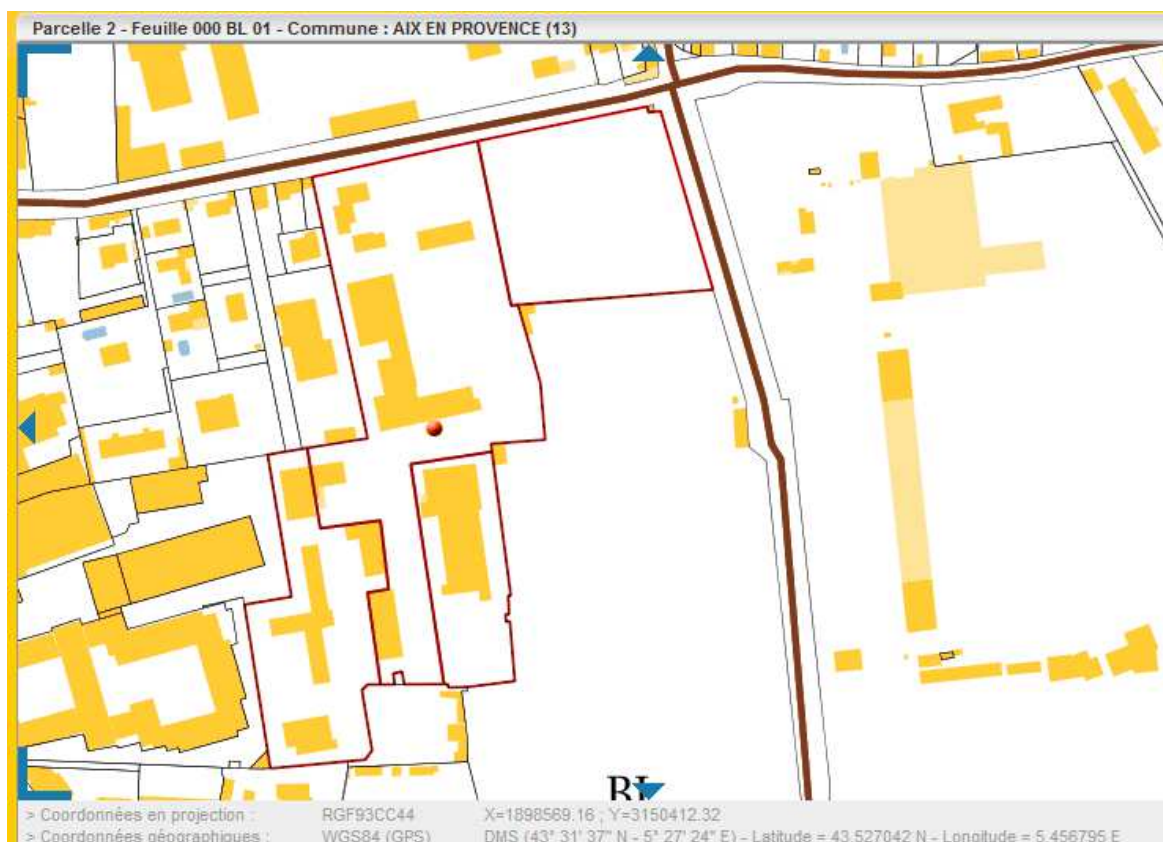 Parcelle 2 - Feuille 000 BL 01 - Commune : AIX EN PROVENCE (13)
BL
> Coordonnées en projection : RGF93CC44 X=1898569.16 ; Y=3150412.32
> Coordonnées géographiques : WGS84 (GPS) DMS (43° 31' 37" N - 5° 27' 24" E) - Latitude = 43.527042 N - Longitude = 5.456795 E